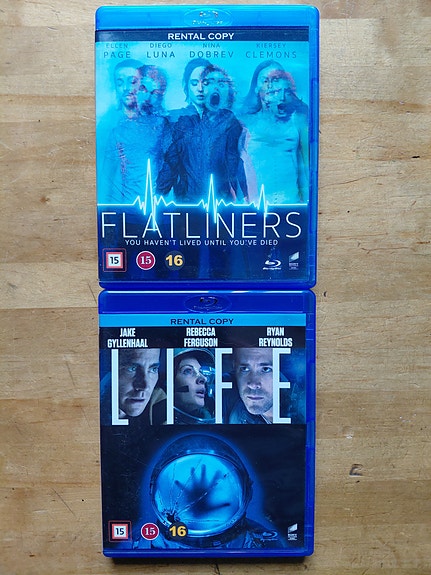 RENTAL COPY
ELLEN DIEGO NINA KIERSEY
PAGE LUNA DOBREV CLEMONS
FLATLINERS
YOU HAVEN'T LIVED UNTIL YOU'VE DIED
15 15 16
RENTAL COPY
JAKE REBECCA RYAN
GYLLENHAAL FERGUSON REYNOLDS
LIFE
15 15 16